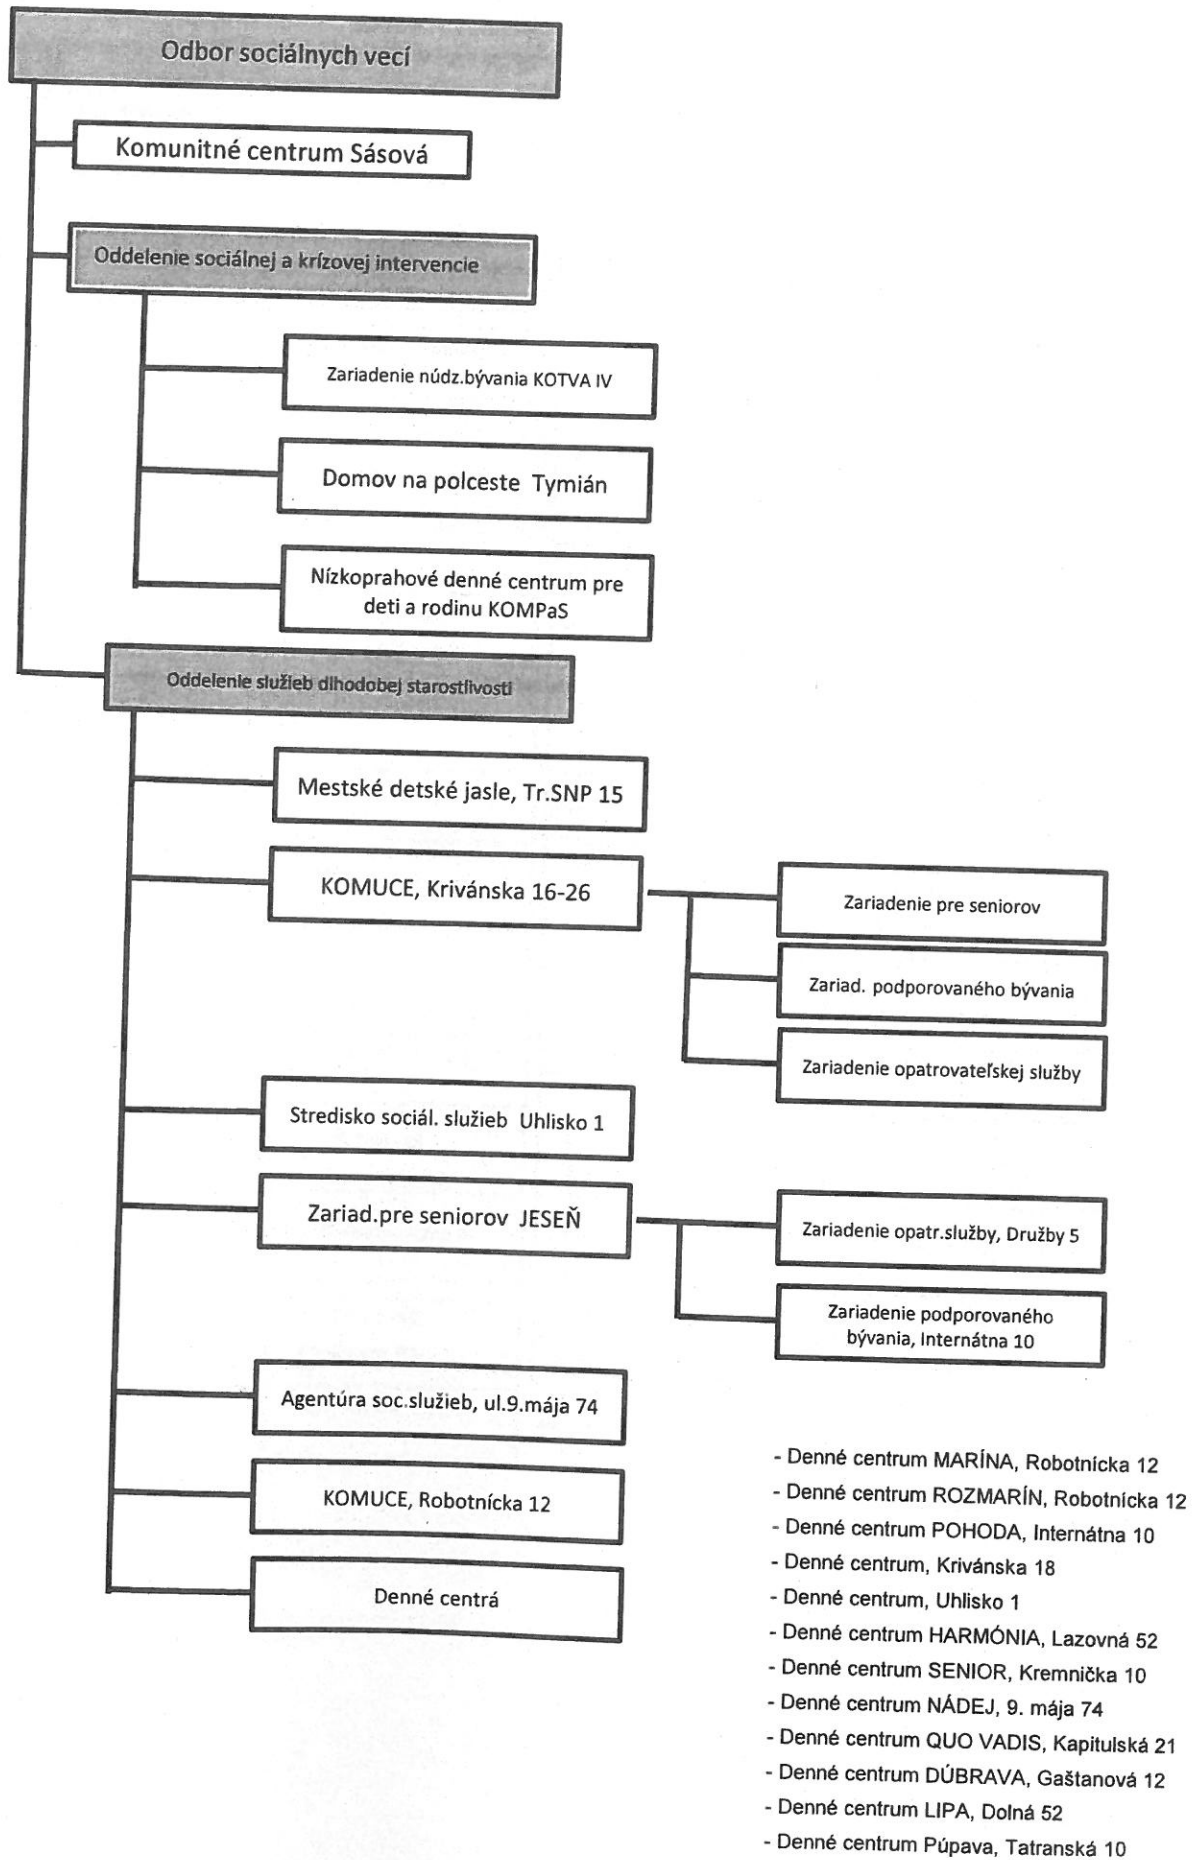 Odbor sociálnych vecí
Komunitné centrum Sásová
Oddelenie sociálnej a krízovej intervencie
Zariadenie núdz.bývania KOTVA IV
Domov na polceste Tymián
Nízkoprahové denné centrum pre
deti a rodinu KOMPaS
Oddelenie služieb dlhodobej starostlivosti
Mestské detské jasle, Tr.SNP 15
KOMUCE, Krivánska 16-26
Zariadenie pre seniorov
Zariad. podporovaného bývania
Zariadenie opatrovateľskej služby
Stredisko sociál. služieb Uhlisko 1
Zariad.pre seniorov JESEŇ
Zariadenie opatr.služby, Družby 5
Zariadenie podporovaného
bývania, Internátna 10
Agentúra soc.služieb, ul.9.mája 74
KOMUCE, Robotnícka 12
Denné centrá
- Denné centrum MARÍNA, Robotnícka 12
- Denné centrum ROZMARÍN, Robotnícka 12
- Denné centrum POHODA, Internátna 10
- Denné centrum, Krivánska 18
- Denné centrum, Uhlisko 1
- Denné centrum HARMÓNIA, Lazovná 52
- Denné centrum SENIOR, Kremnička 10
- Denné centrum NÁDEJ, 9. mája 74
- Denné centrum QUO VADIS, Kapitulská 21
- Denné centrum DÚBRAVA, Gaštanová 12
- Denné centrum LIPA, Dolná 52
- Denné centrum Púpava, Tatranská 10